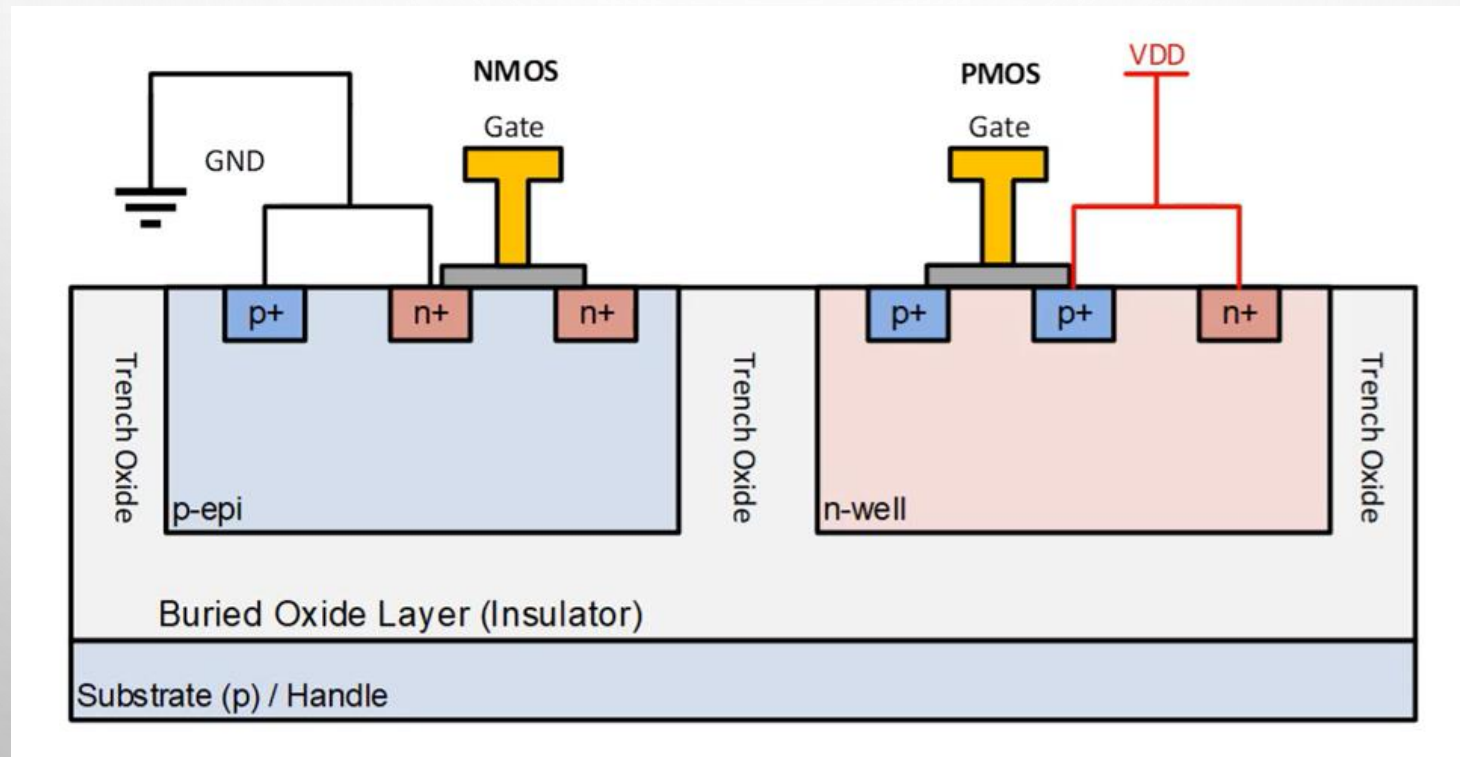 NMOS
PMOS
VDD
Gate
Gate
GND
p+
n+
n+
p+
p+
n+
Trench Oxide
Trench Oxide
Trench Oxide
p-epi
n-well
Buried Oxide Layer (Insulator)
Substrate (p) / Handle